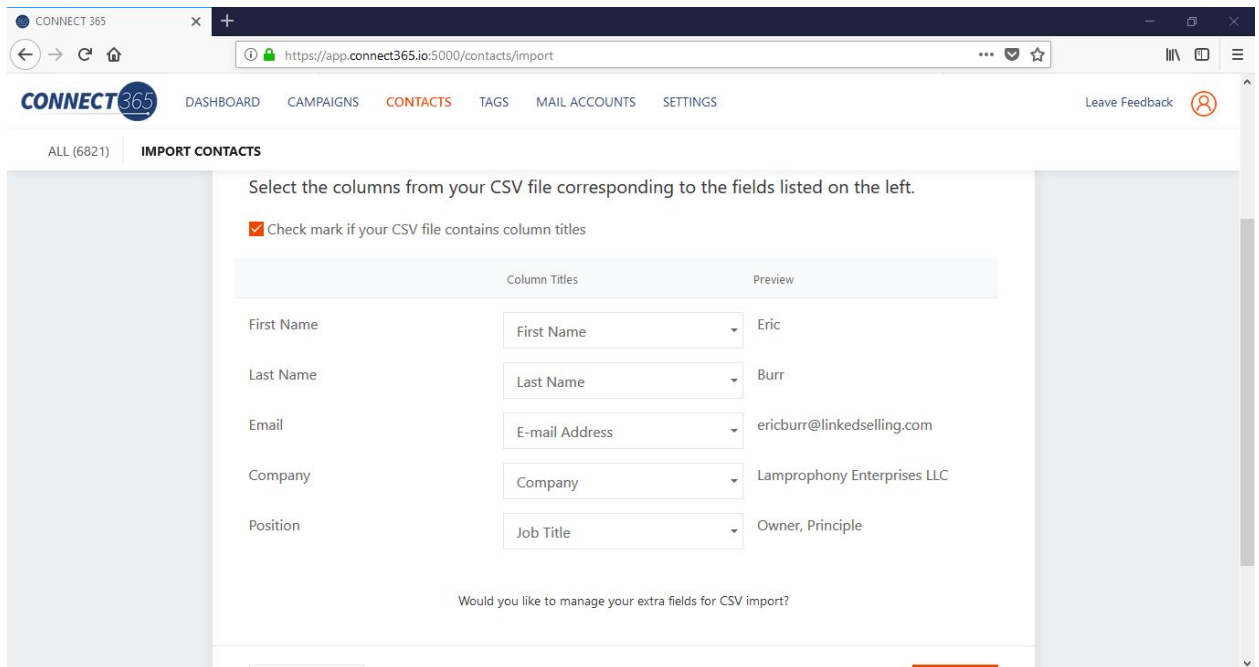 CONNECT 365
https://app.connect365.io:5000/contacts/import
CONNECT365 DASHBOARD CAMPAIGNS CONTACTS TAGS MAIL ACCOUNTS SETTINGS Leave Feedback
ALL (6821) IMPORT CONTACTS
Select the columns from your CSV file corresponding to the fields listed on the left.
Check mark if your CSV file contains column titles
Column Titles Preview
First Name First Name Eric
Last Name Last Name Burr
Email E-mail Address ericburr@linkedselling.com
Company Company Lamprophony Enterprises LLC
Position Job Title Owner, Principle
Would you like to manage your extra fields for CSV import?